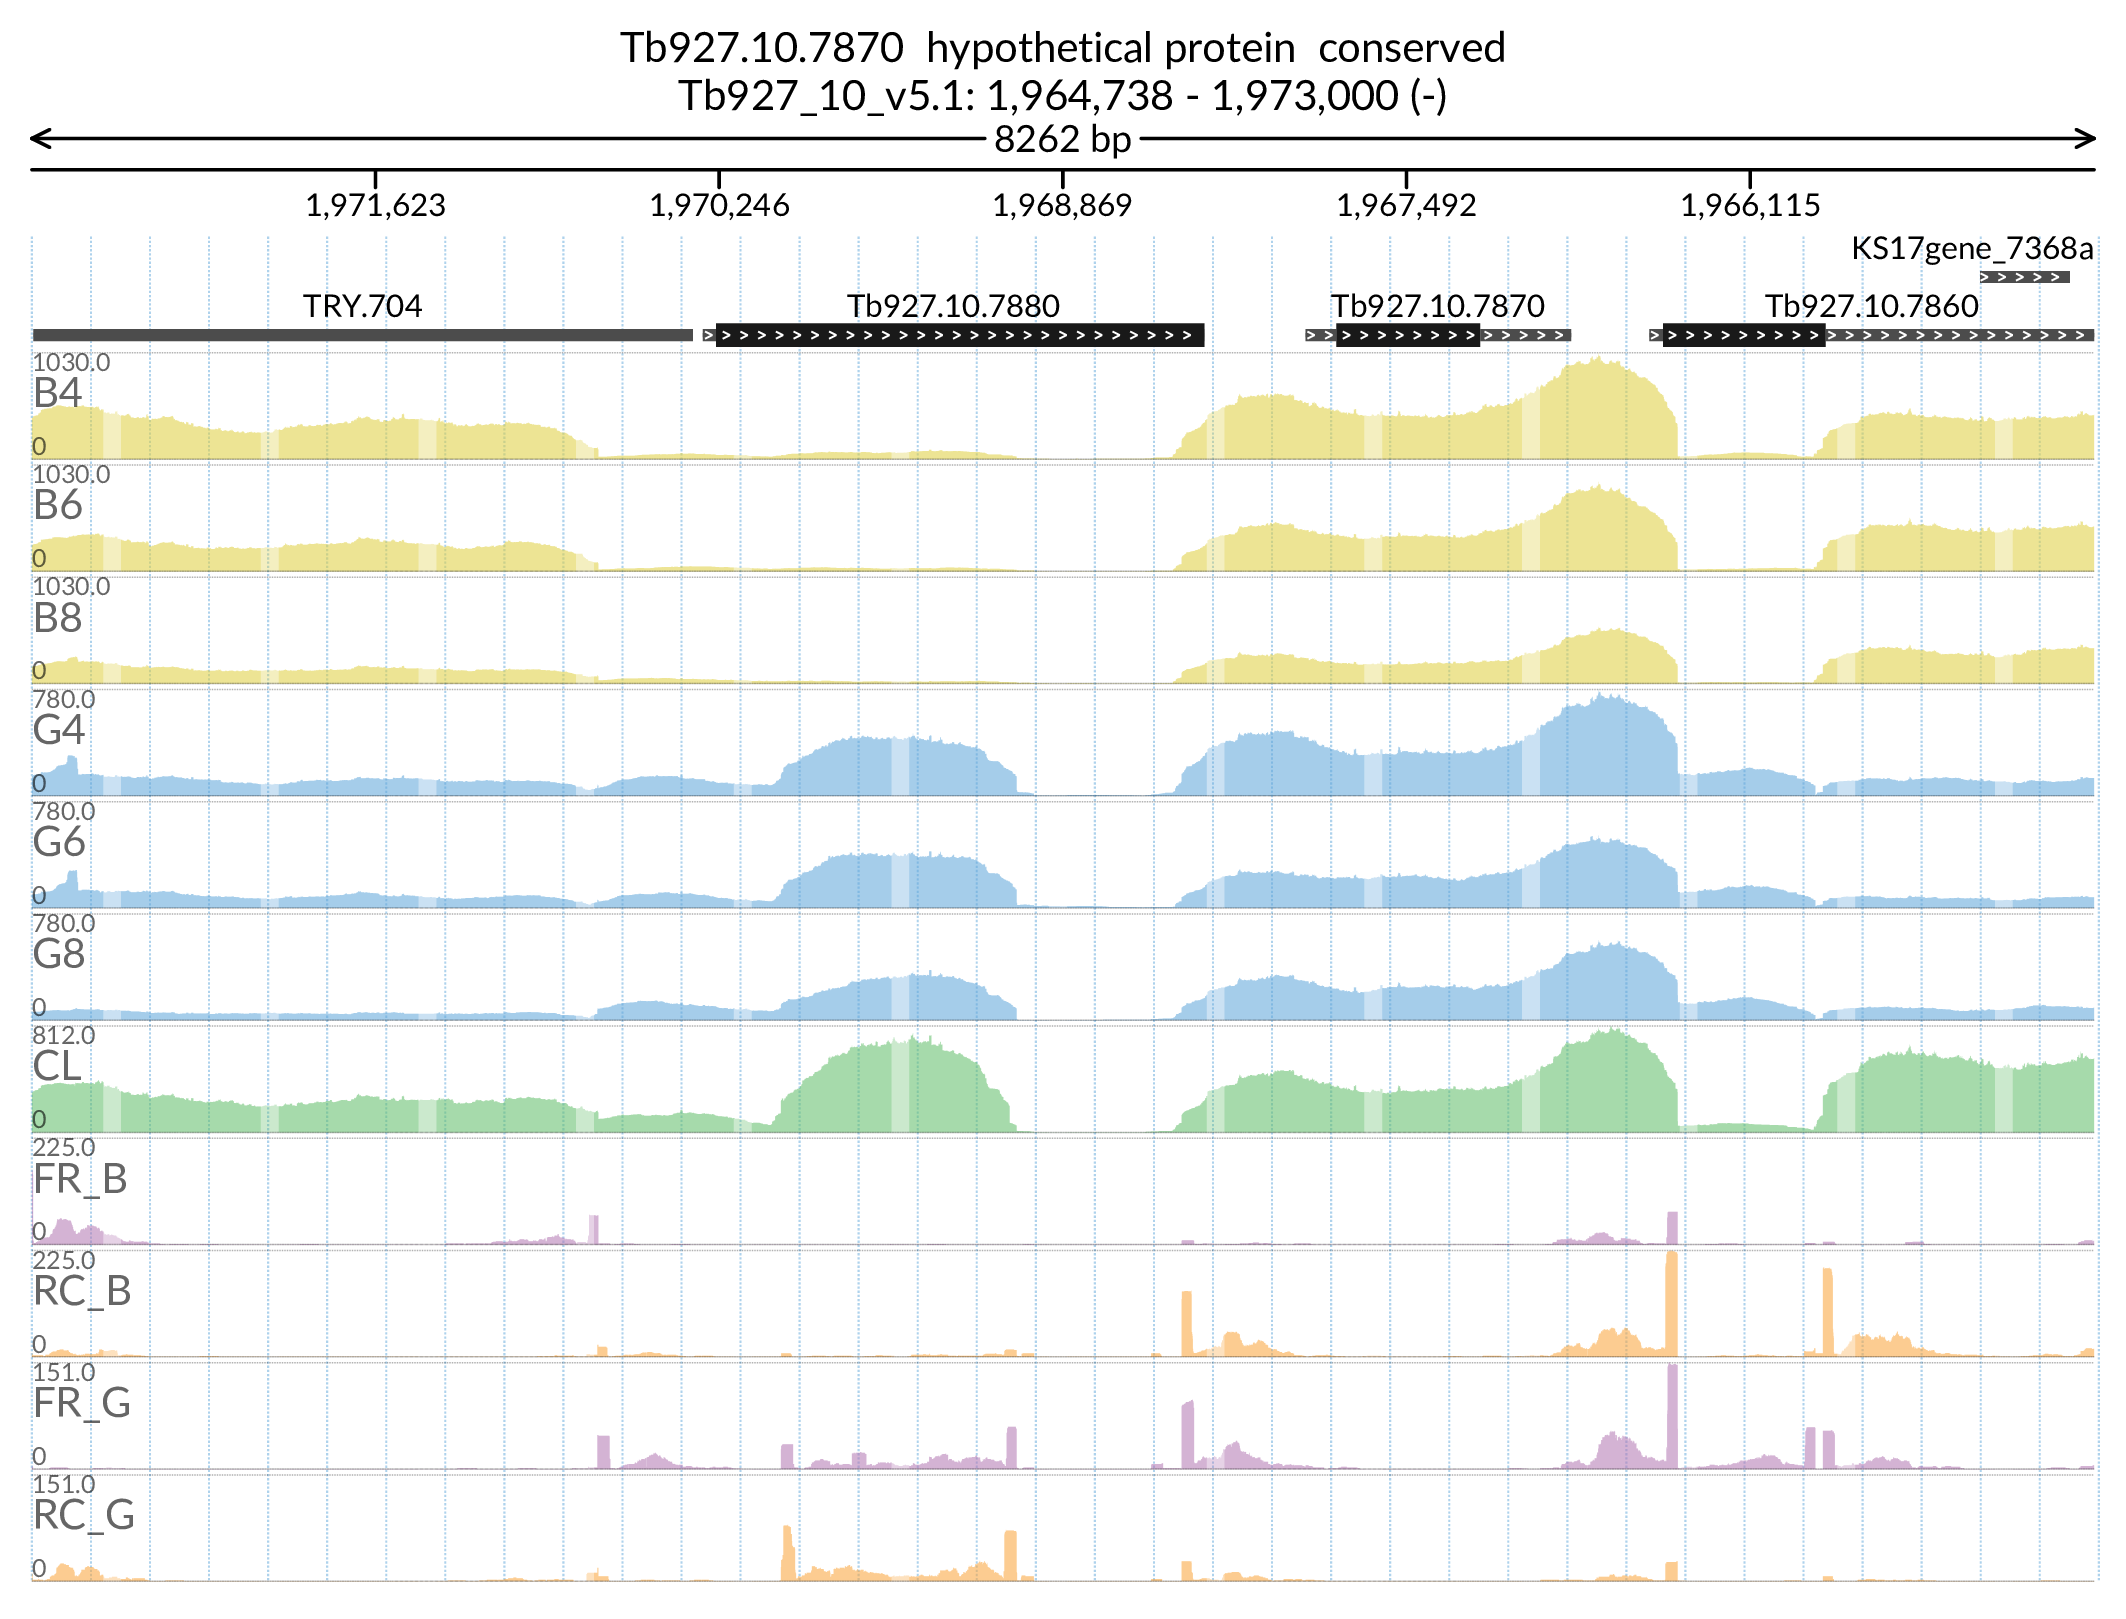 Tb927.10.7870 hypothetical protein conserved
Tb927_10_v5.1: 1,964,738 - 1,973,000 (-)
8262 bp
1,971,623 1,970,246 1,968,869 1,967,492 1,966,115
KS17gene_7368a
TRY.704 Tb927.10.7880 Tb927.10.7870 Tb927.10.7860
1030.0
B4
0
1030.0
B6
0
1030.0
B8
0
780.0
G4
0
780.0
G6
0
780.0
G8
0
812.0
CL
0
225.0
FR_B
0
225.0
RC_B
0
151.0
FR_G
0
151.0
RC_G
0